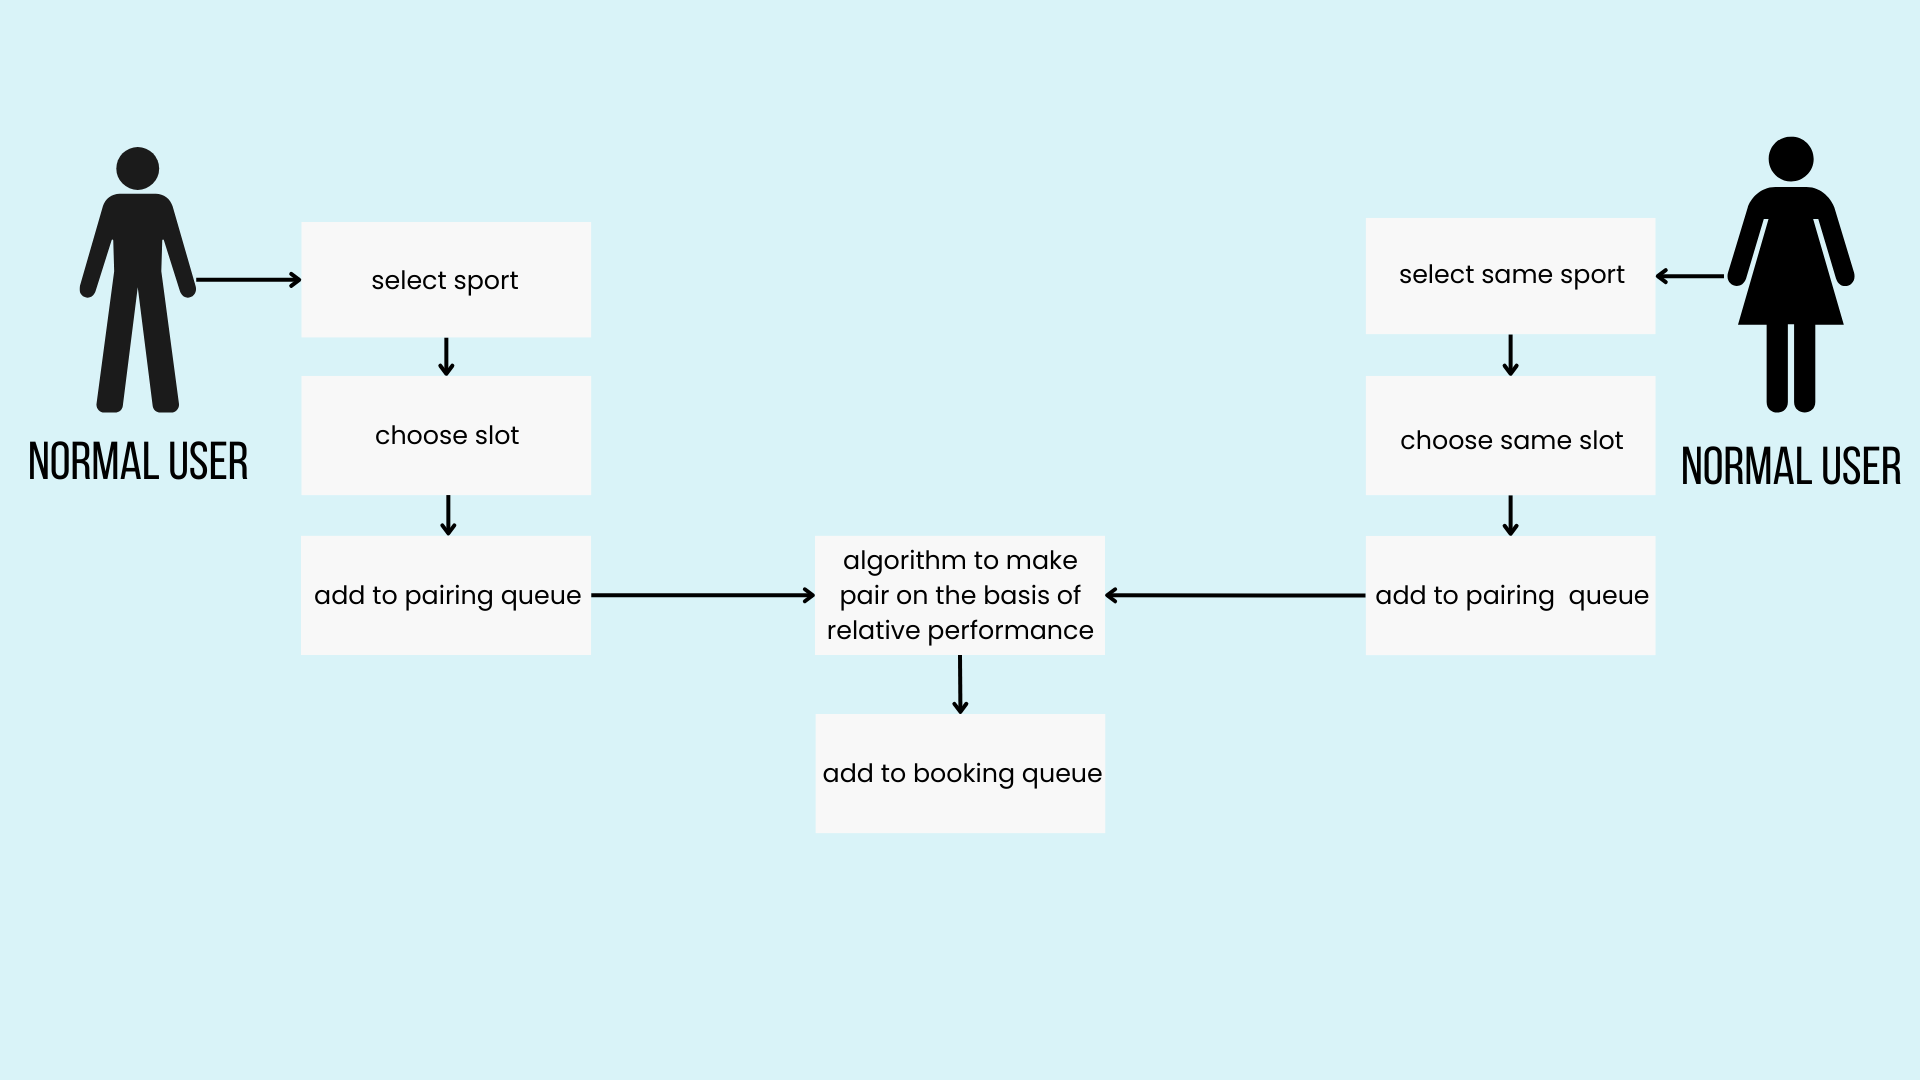 select sport
choose slot
add to pairing queue
NORMAL USER
algorithm to make
pair on the basis of
relative performance
add to booking queue
select same sport
choose same slot
add to pairing  queue
NORMAL USER